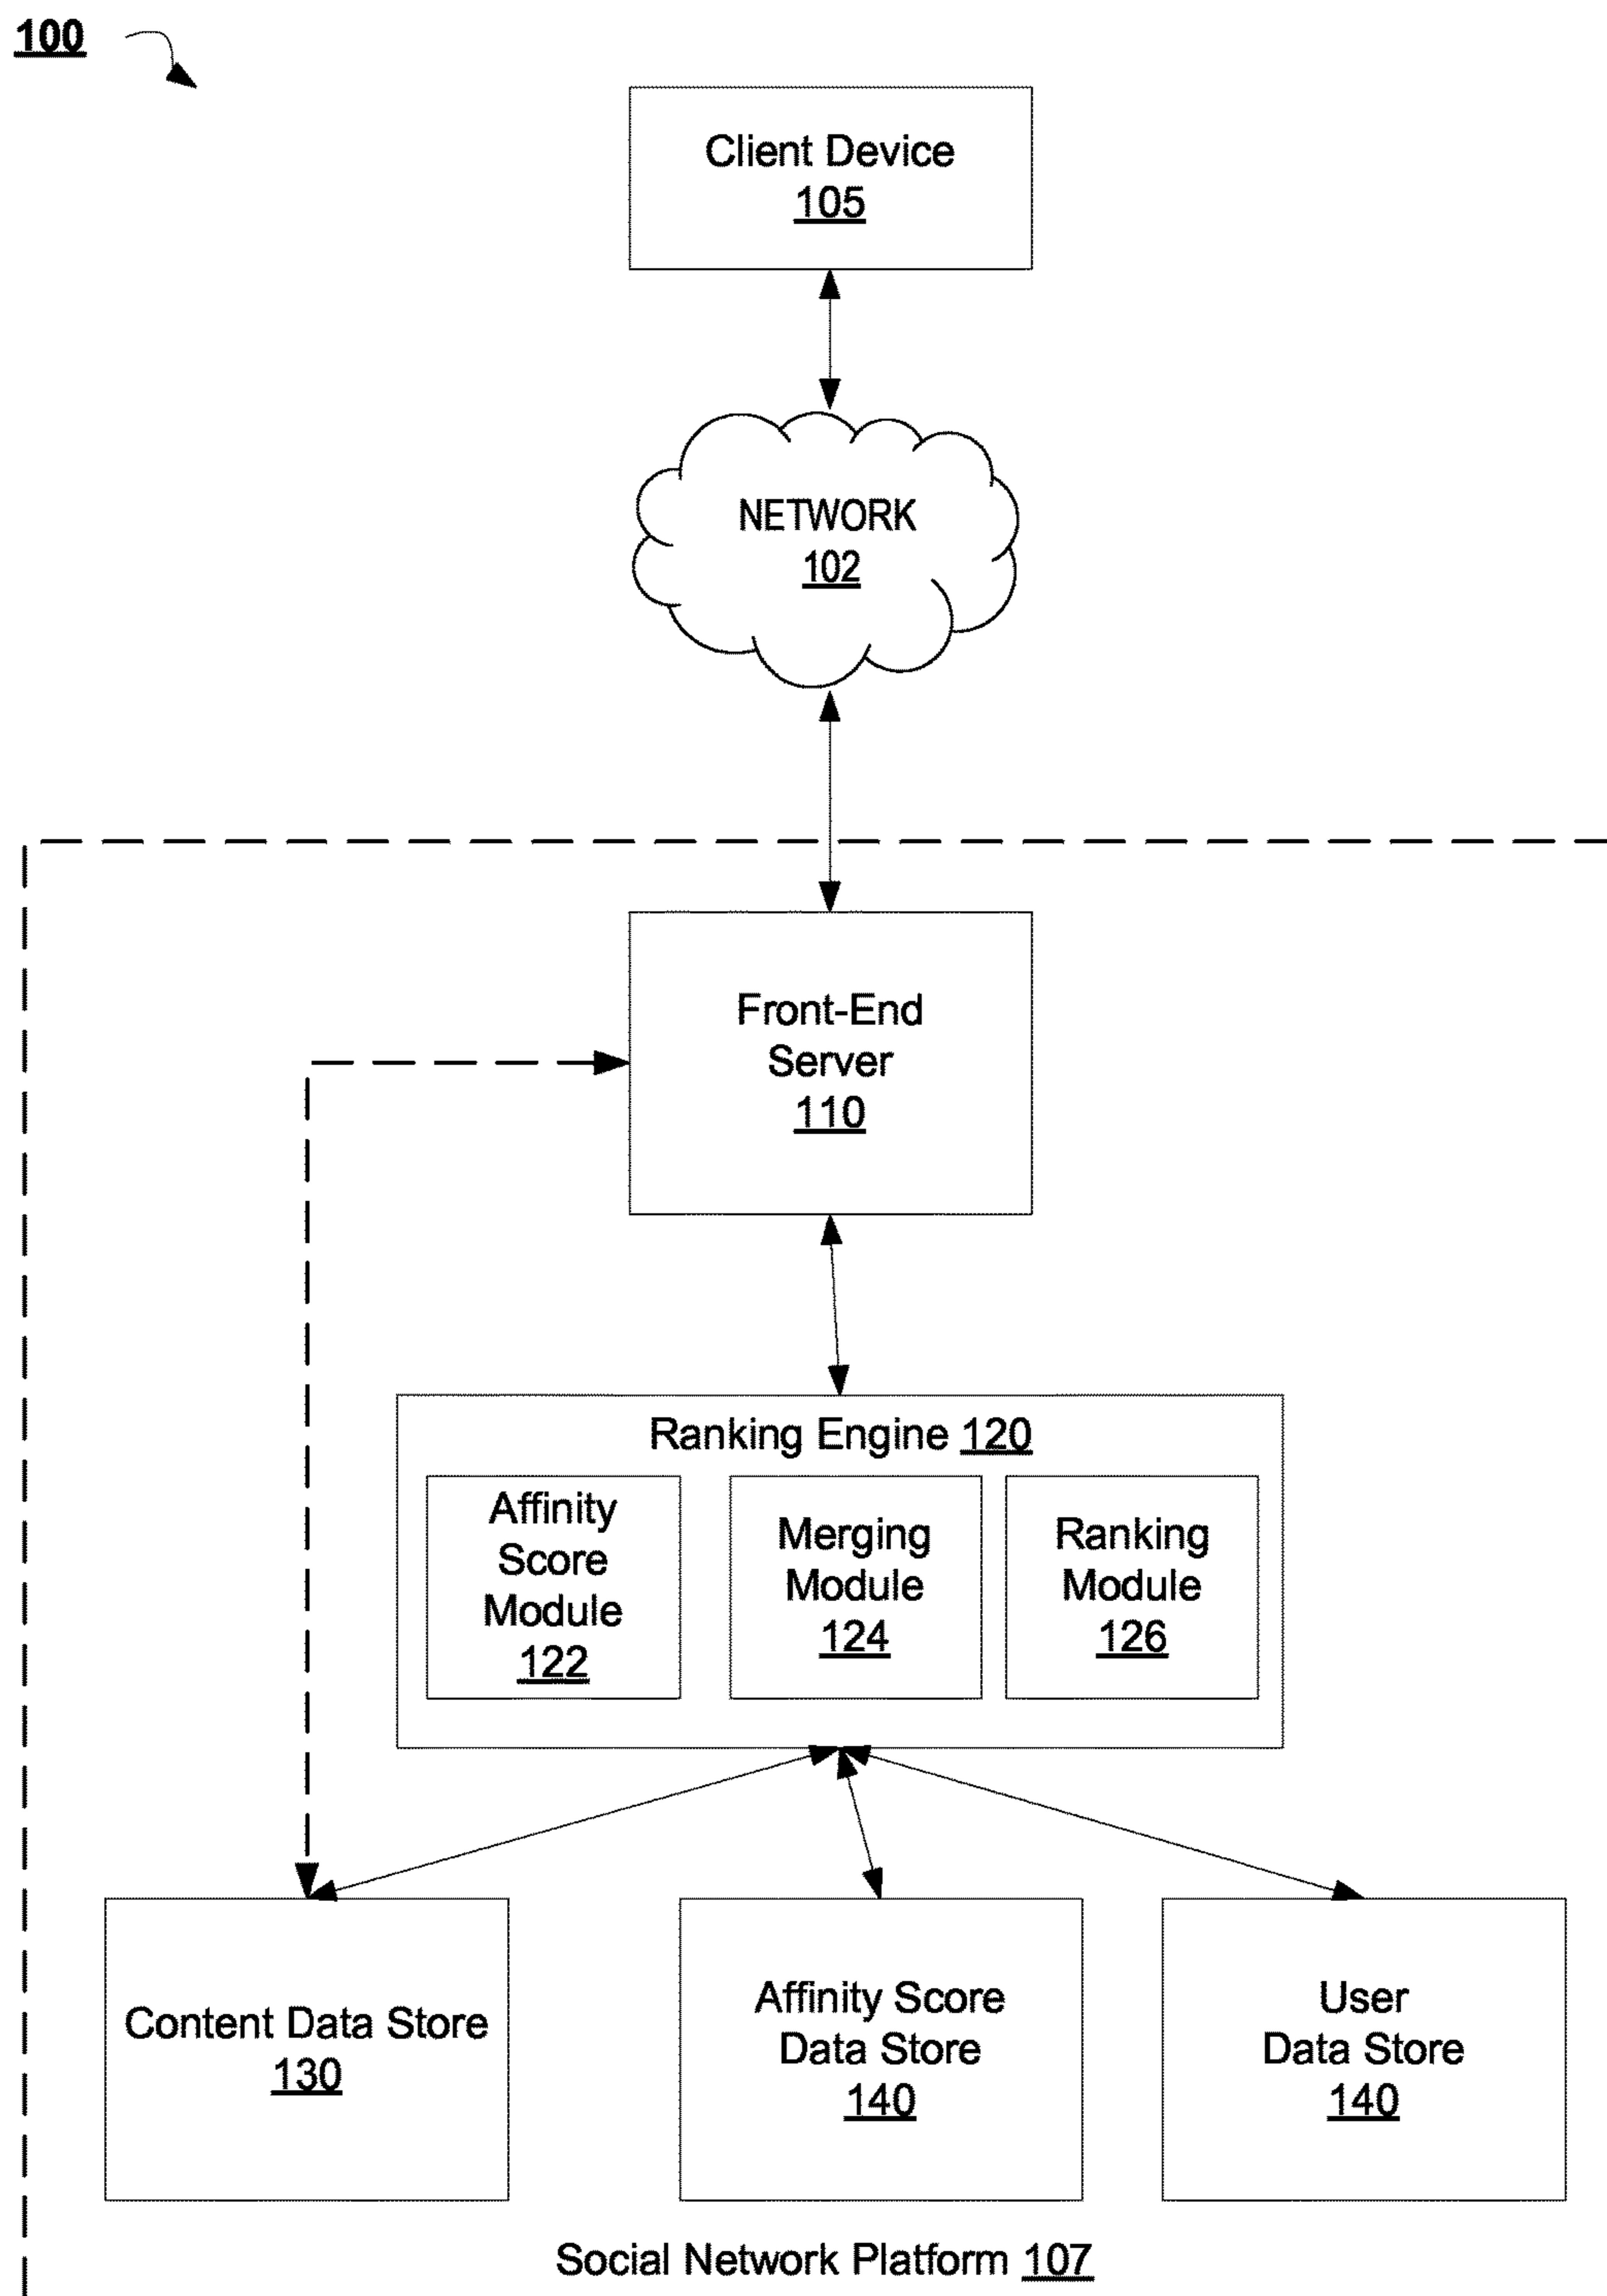 100
Client Device
105
NETWORK
102
Front-End
Server
110
Ranking Engine 120
Affinity
Score
Module
122
Merging
Module
124
Ranking
Module
126
Content Data Store
130
Affinity Score
Data Store
140
User
Data Store
140
Social Network Platform 107